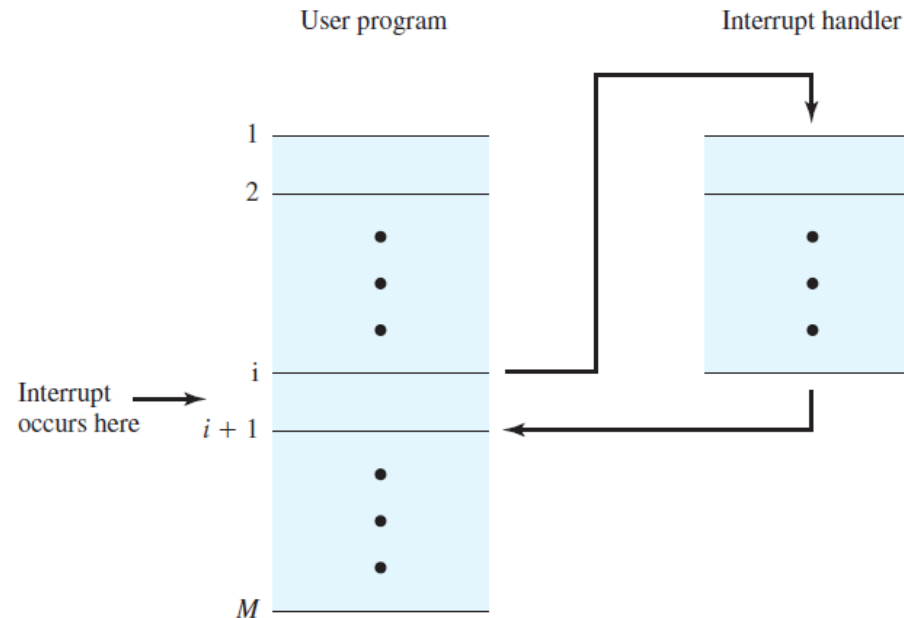 User program
Interrupt handler
1
2
i
Interrupt
occurs here
i + 1
M